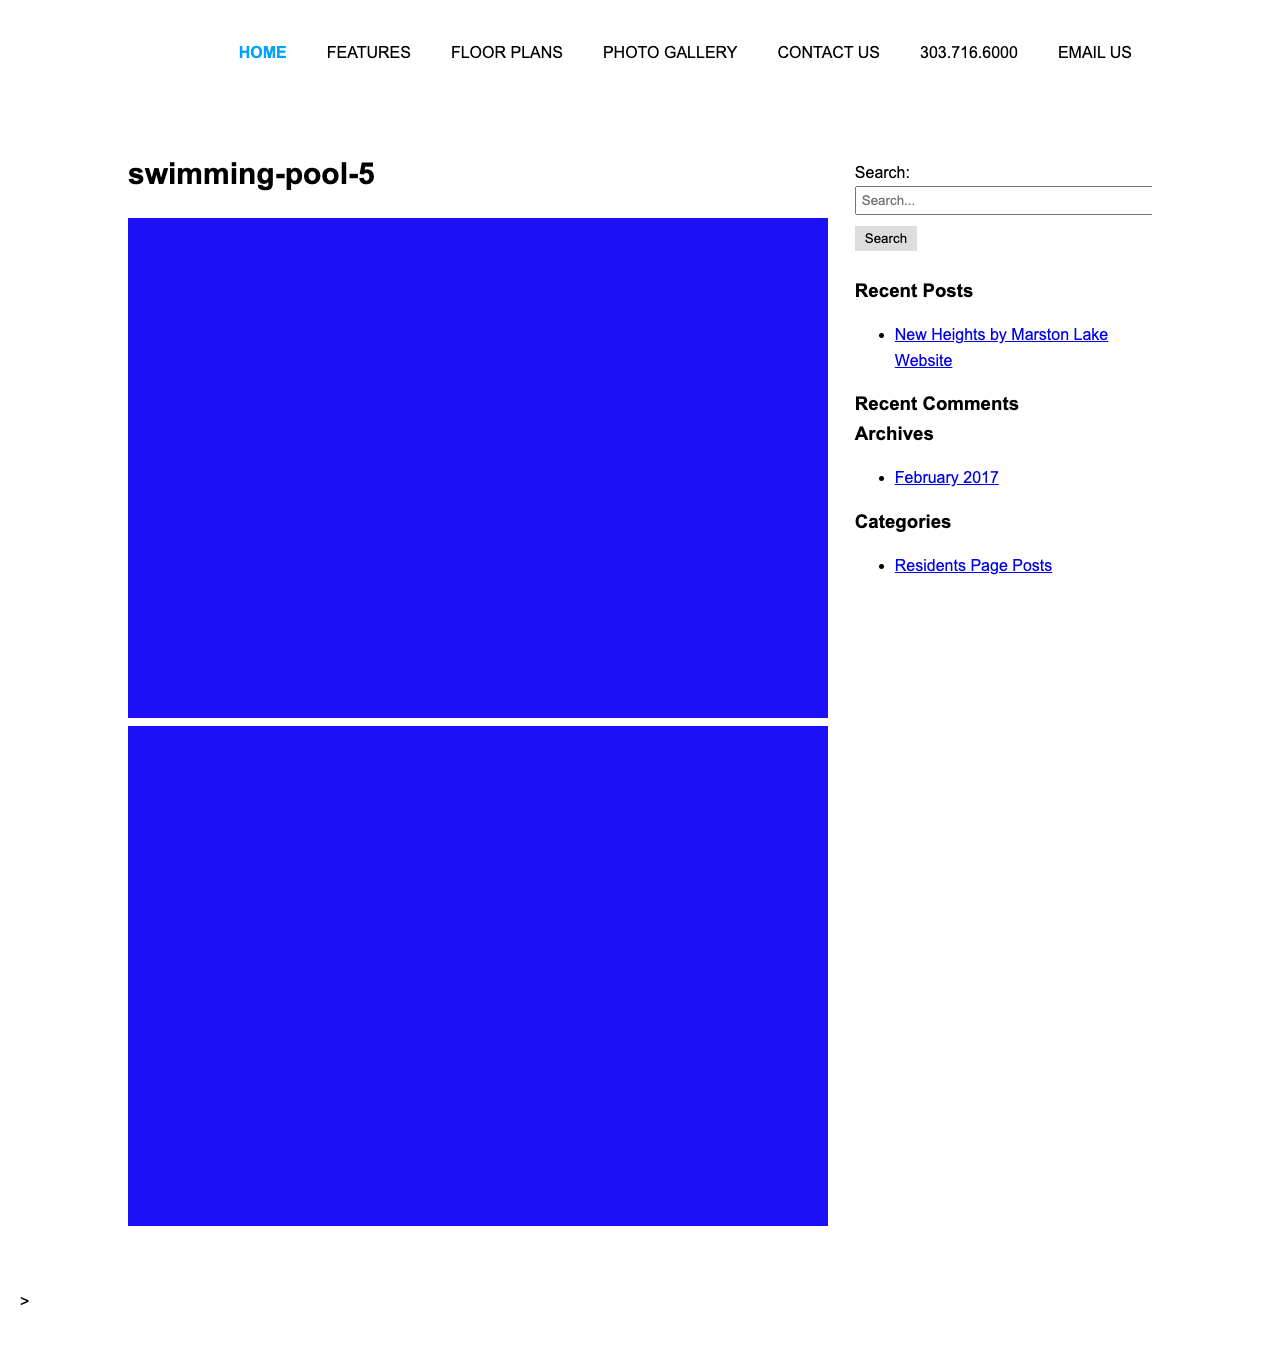 HOME FEATURES FLOOR PLANS PHOTO GALLERY CONTACT US 303.716.6000 EMAIL US
swimming-pool-5
Search:
Search...
Search
Recent Posts
New Heights by Marston Lake
Website
Recent Comments
Archives
February 2017
Categories
Residents Page Posts
>